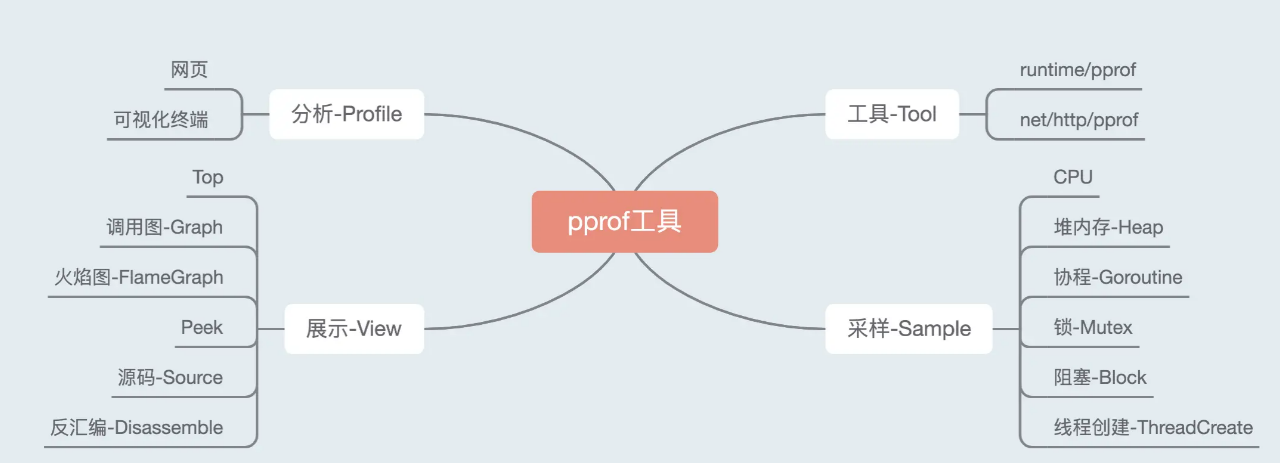 pprof工具
分析-Profile
网页
可视化终端
展示-View
Top
调用图-Graph
火焰图-FlameGraph
Peek
源码-Source
反汇编-Disassemble
工具-Tool
runtime/pprof
net/http/pprof
采样-Sample
CPU
堆内存-Heap
协程-Goroutine
锁-Mutex
阻塞-Block
线程创建-ThreadCreate